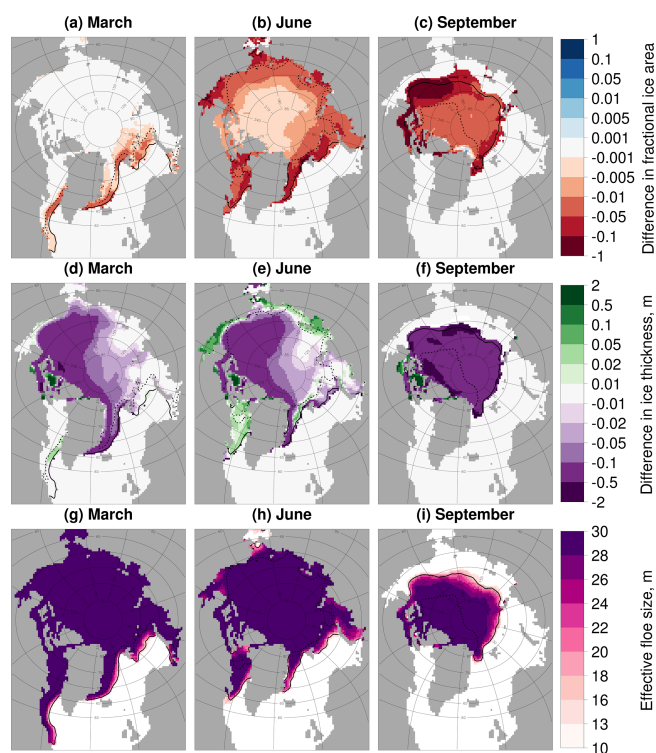 (a) March
(b) June
(c) September
1
0.1
0.05
0.01
0.005
0.001
-0.001
-0.005
-0.01
-0.05
-0.1
-1
Difference in fractional ice area
(d) March
(e) June
(f) September
2
0.5
0.1
0.05
0.02
0.01
-0.01
-0.02
-0.05
-0.1
-0.5
-2
Difference in ice thickness, m
(g) March
(h) June
(i) September
30
28
26
24
22
20
18
16
13
10
Effective floe size, m